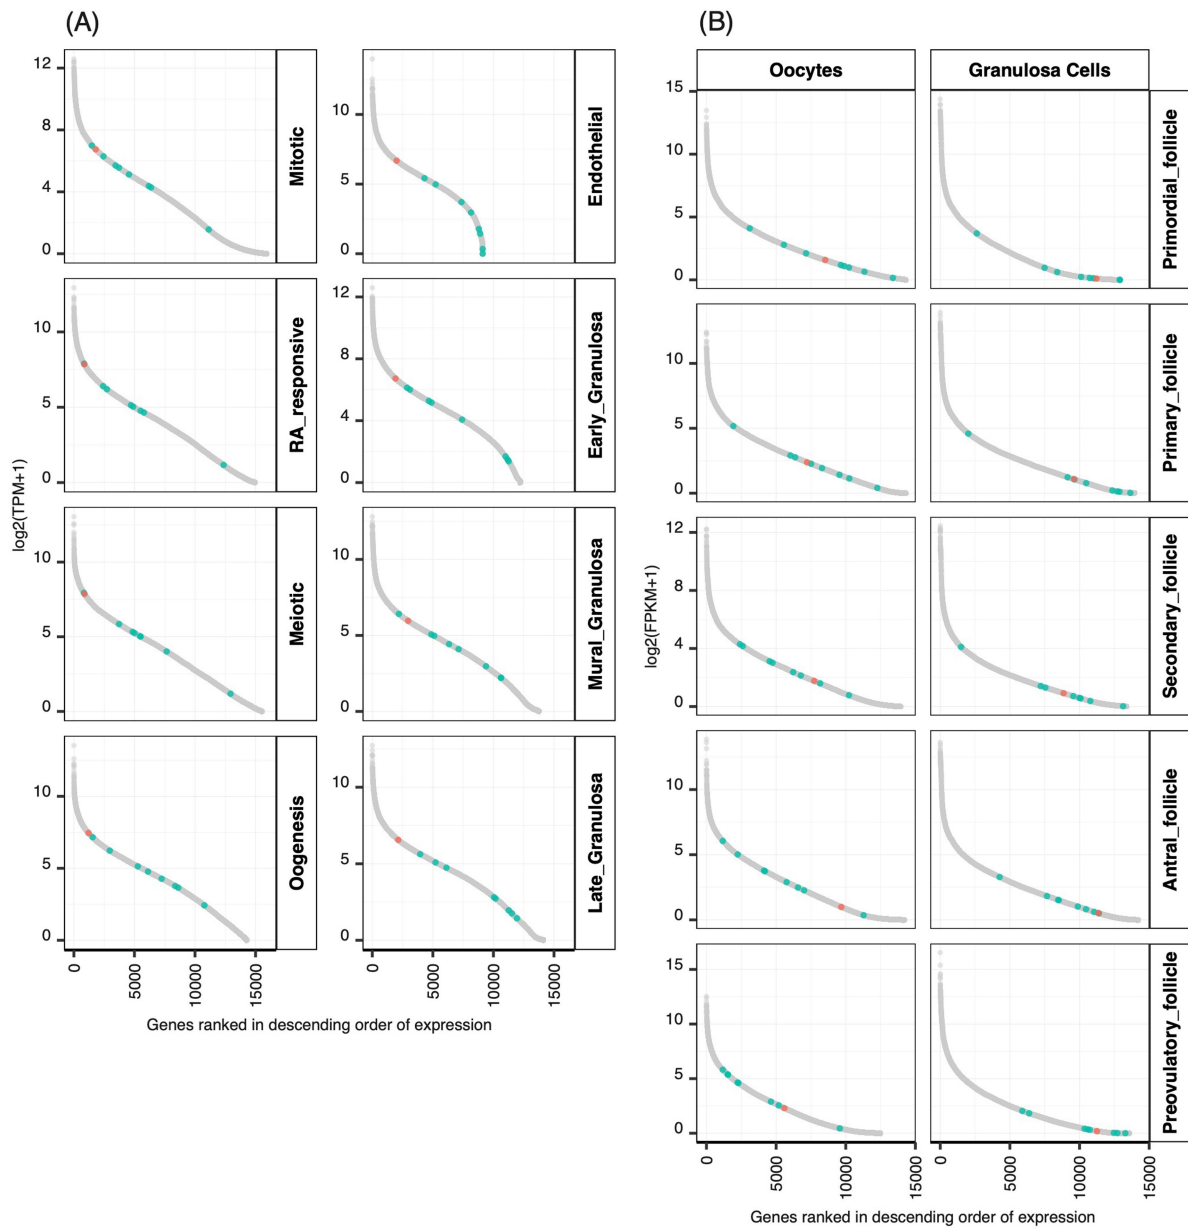 (A)
12
8
4
0
Mitotic
10
5
0
Endothelial
10
5
0
RA_responsive
12
8
4
0
Early_Granulosa
10
5
0
Meiotic
10
5
0
Mural_Granulosa
10
5
0
Oogenesis
10
5
0
Late_Granulosa
log2(TPM+1)
0
5000
10000
15000
0
5000
10000
15000
Genes ranked in descending order of expression
(B)
Oocytes
Granulosa Cells
15
10
5
0
Primordial_follicle
10
5
0
Primary_follicle
12
8
4
0
Secondary_follicle
10
5
0
Antral_follicle
15
10
5
0
Preovulatory_follicle
log2(FPKM+1)
0
5000
10000
15000
0
5000
10000
15000
Genes ranked in descending order of expression